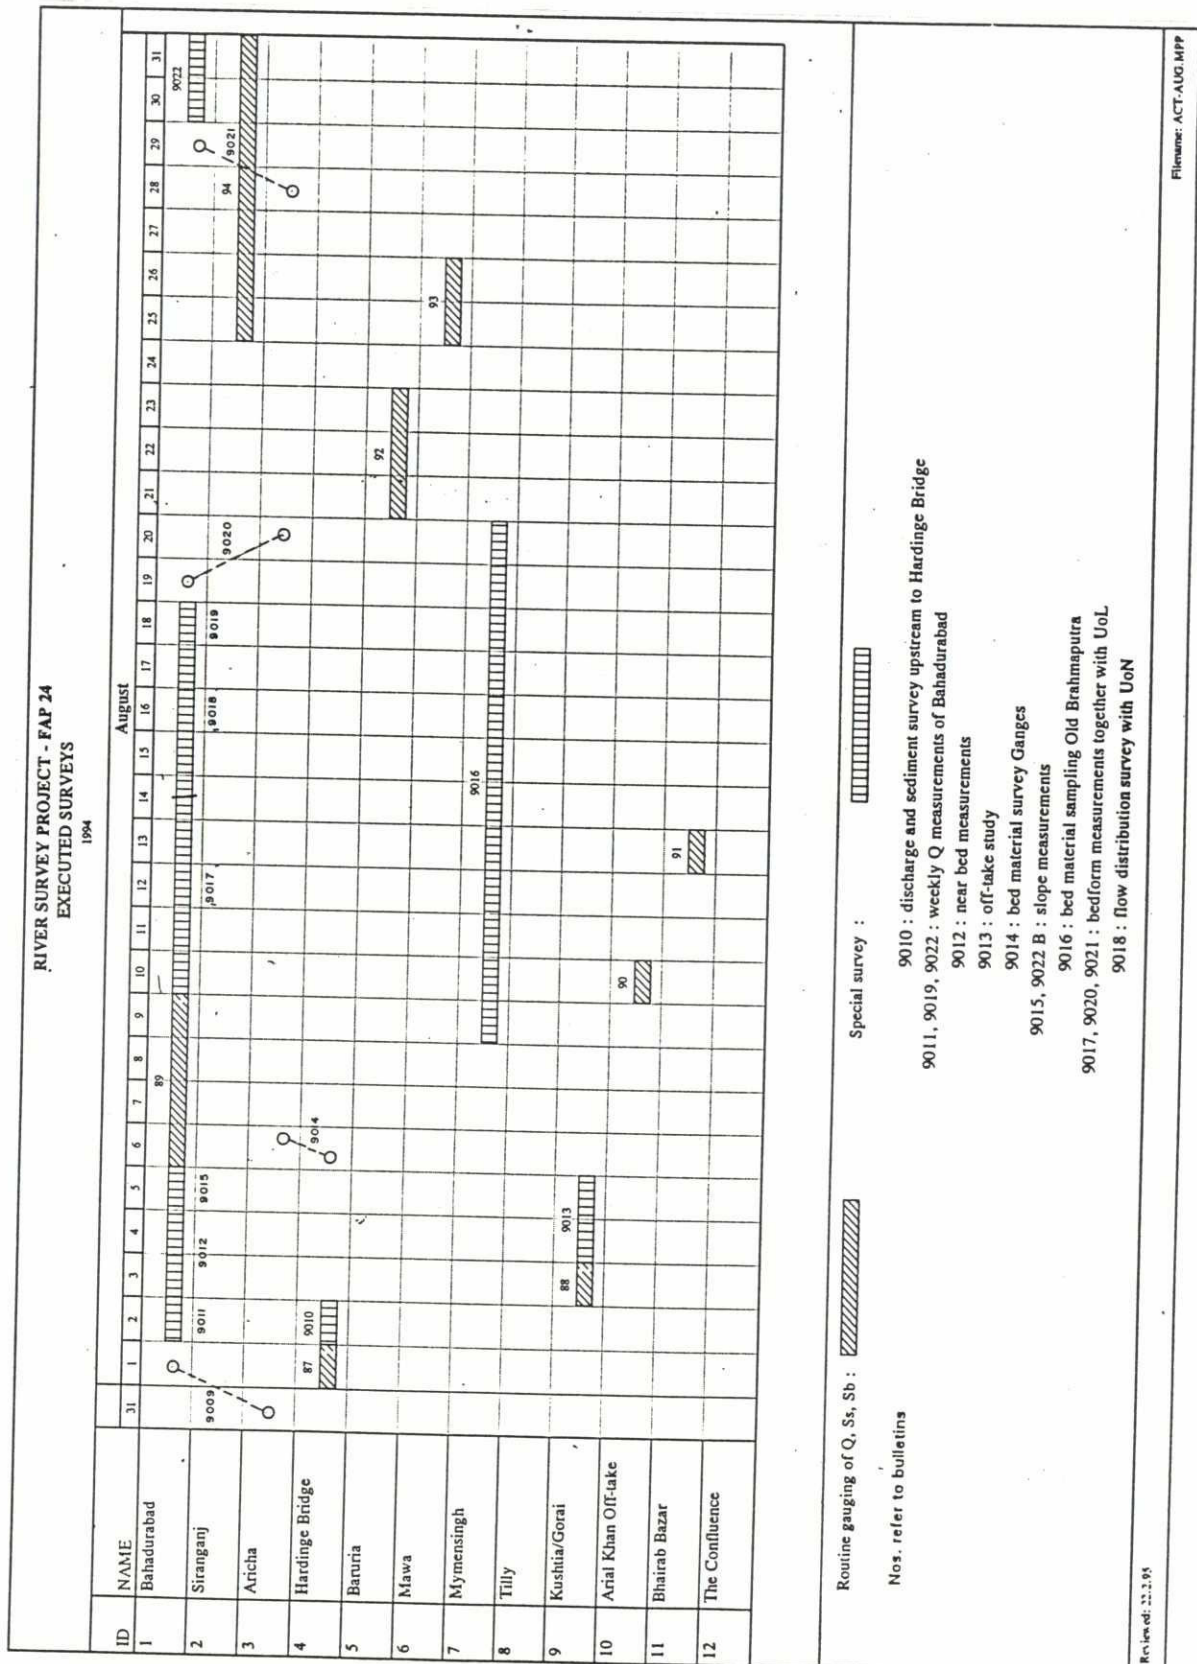 RIVER SURVEY PROJECT - FAP 24
EXECUTED SURVEYS
1994
August
ID NAME 31 1 2 3 4 5 6 7 8 9 10 11 12 13 14 15 16 17 18 19 20 21 22 23 24 25 26 27 28 29 30 31
1 Bahadurabad 89 9022
9009 9011 9012 9015 9017 9018 9019 9020 9021
2 Siranganj 94
3 Aricha
4 Hardinge Bridge 87 9010 9014
5 Baruria 92
6 Mawa 93
7 Mymensingh 9016
8 Tilly
9 Kushtia/Gorai 88 9013
10 Arial Khan Off-take 90
11 Bhairab Bazar 91
12 The Confluence
Routine gauging of Q, Ss, Sb :
Special survey :
Nos. refer to bulletins
9010 : discharge and sediment survey upstream to Hardinge Bridge
9011, 9019, 9022 : weekly Q measurements of Bahadurabad
9012 : near bed measurements
9013 : off-take study
9014 : bed material survey Ganges
9015, 9022 B : slope measurements
9016 : bed material sampling Old Brahmaputra
9017, 9020, 9021 : bedform measurements together with UoL
9018 : flow distribution survey with UoN
Reviewed: 22.2.95
Filename: ACT-AUG.MPP